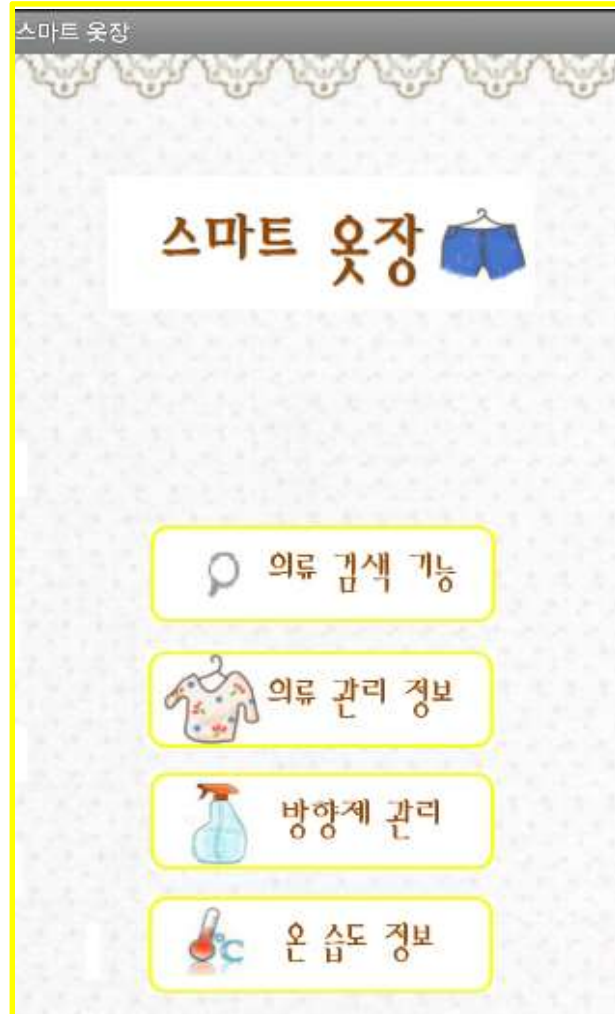 스마트 옷장
스마트 옷장
의류 검색 기능
의류 관리 정보
방향제 관리
℃
온 습도 정보